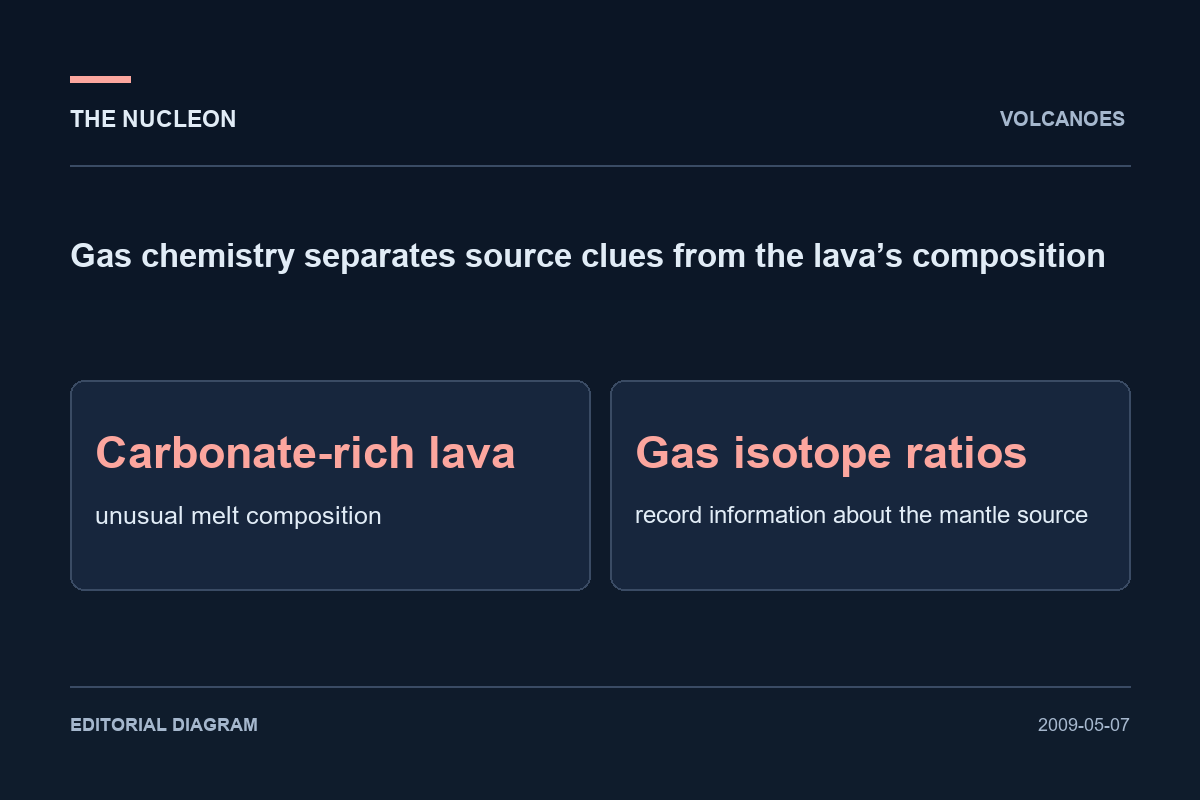 THE NUCLEON
VOLCANOES
Gas chemistry separates source clues from the lava’s composition
Carbonate-rich lava
unusual melt composition
Gas isotope ratios
record information about the mantle source
EDITORIAL DIAGRAM
2009-05-07